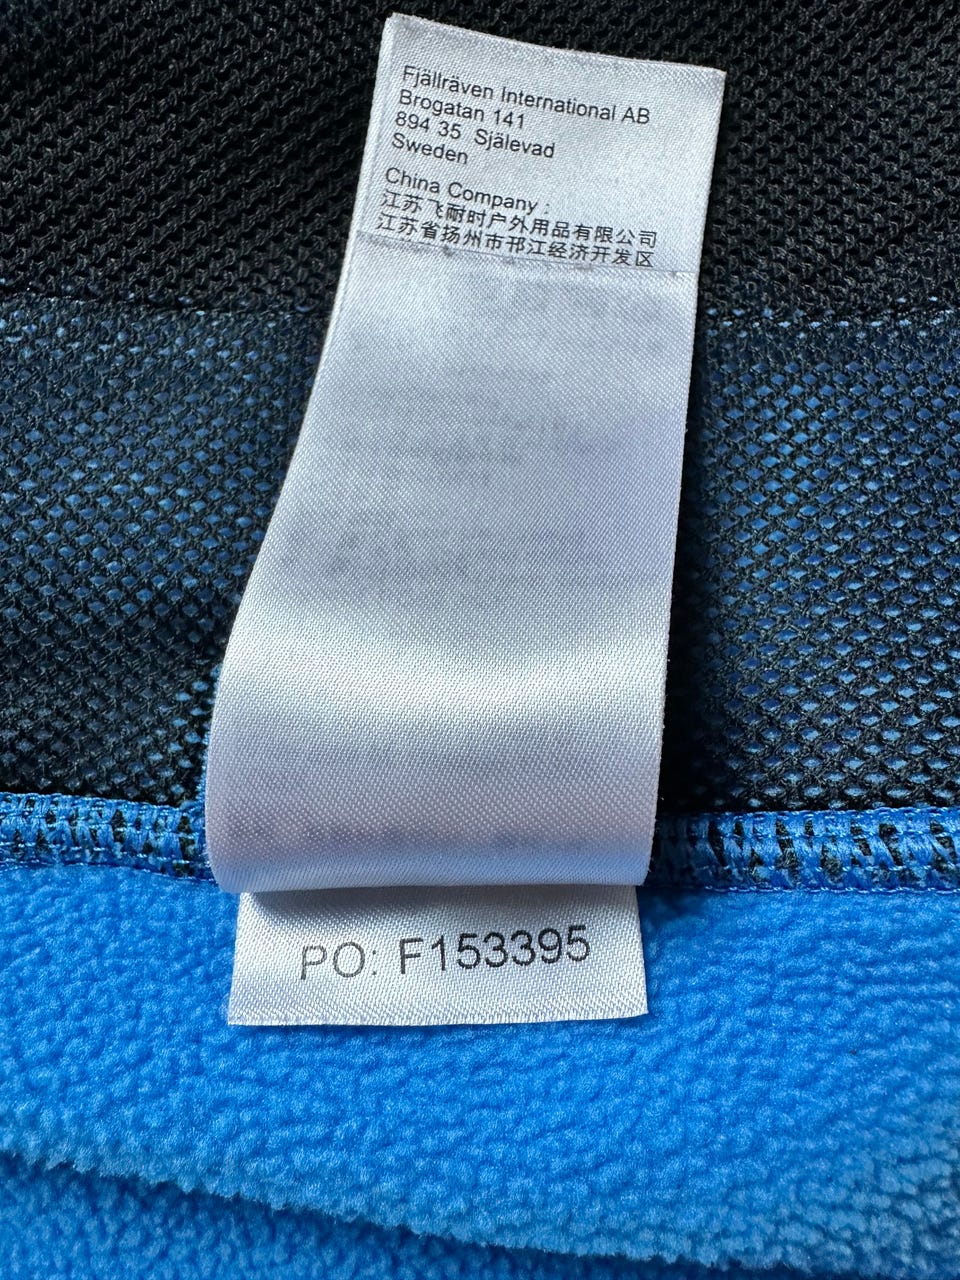 Fjällräven International AB
Brogatan 141
894 35 Själevad
Sweden
China Company :
江苏飞耐时户外用品有限公司
江苏省扬州市邗江经济开发区
PO: F153395